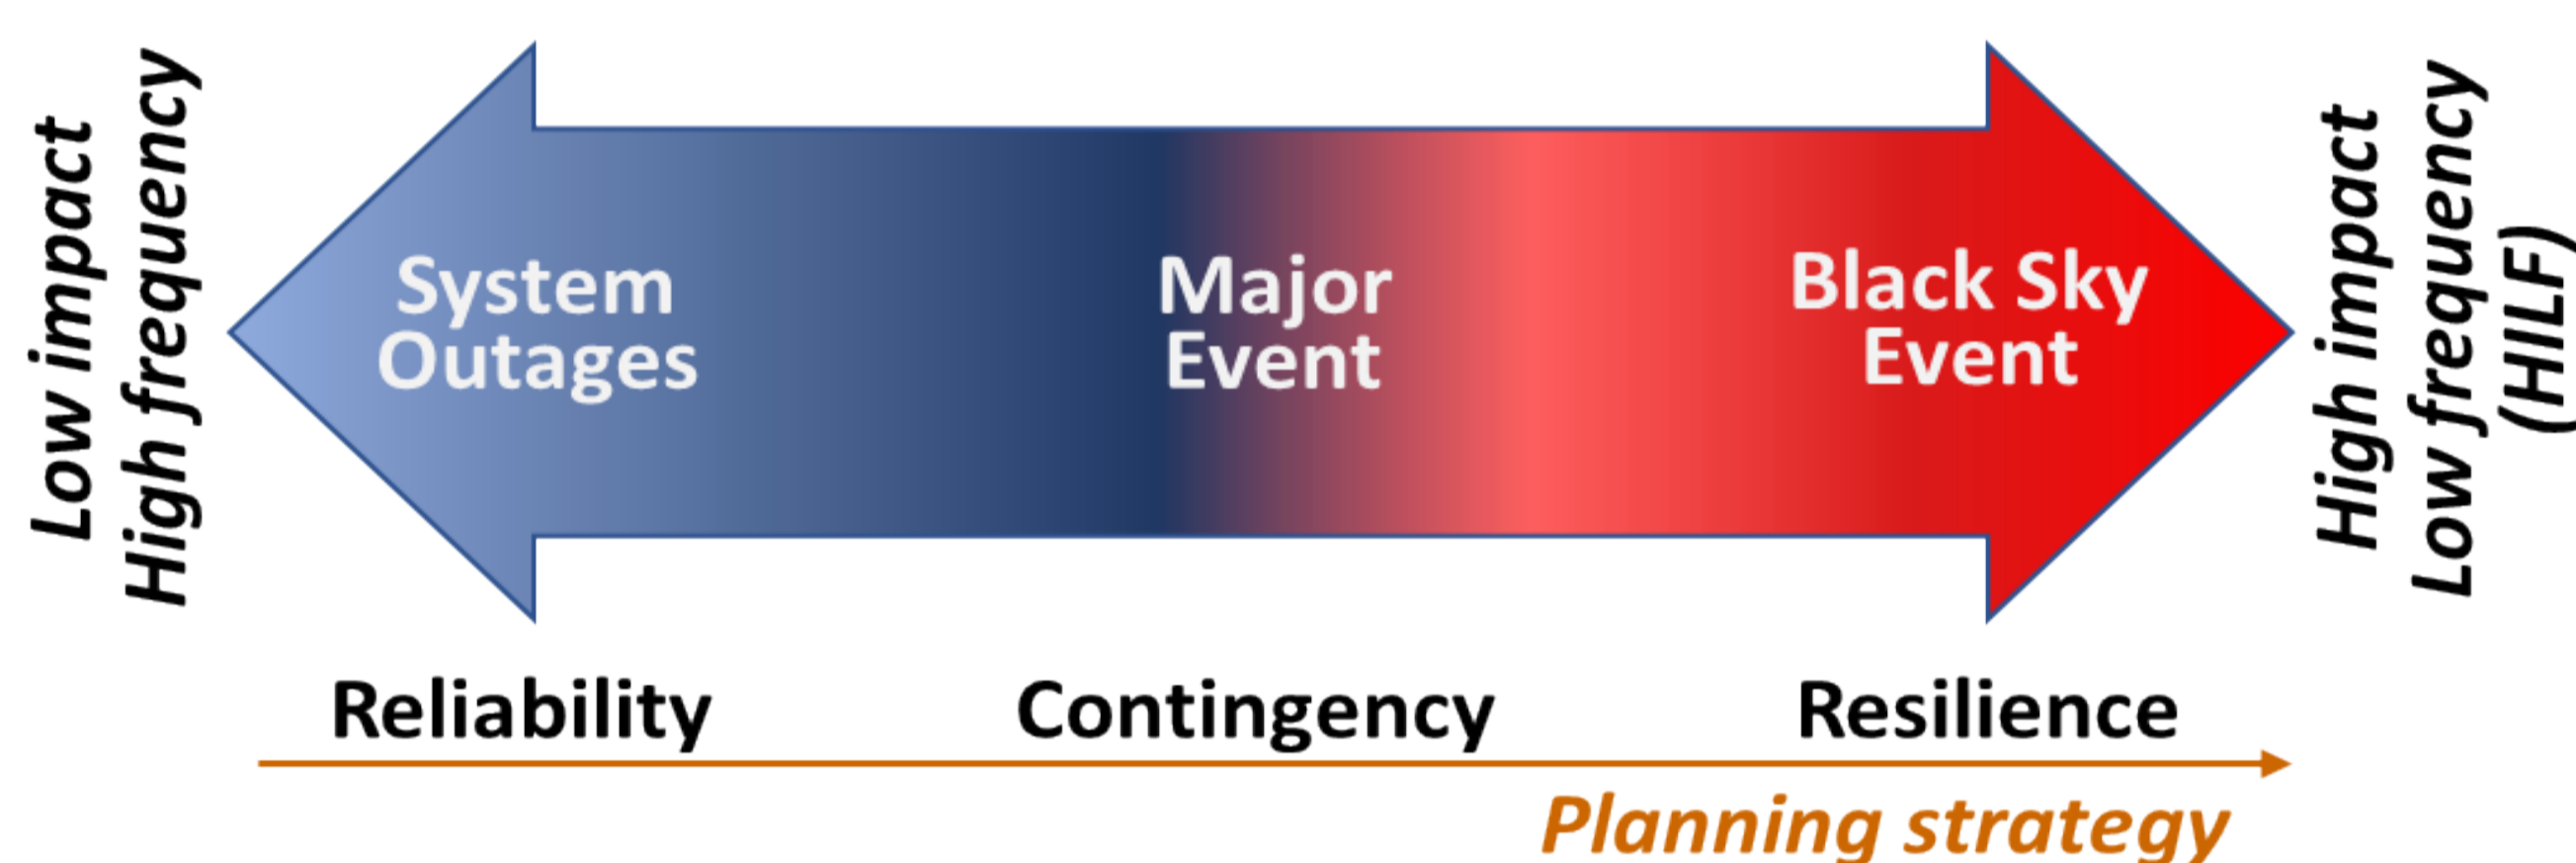 Low impact
High frequency
System
Outages
Major
Event
Black Sky
Event
High impact
Low frequency
(HILF)
Reliability
Contingency
Resilience
Planning strategy